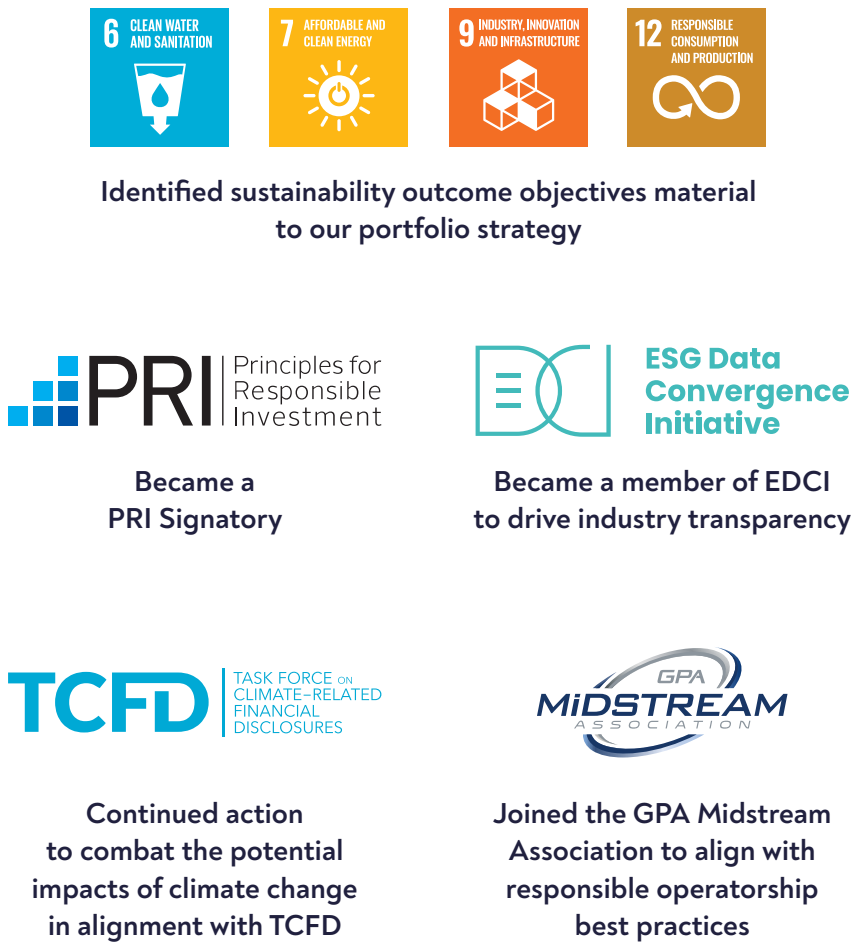 6 CLEAN WATER
AND SANITATION
7 AFFORDABLE AND
CLEAN ENERGY
9 INDUSTRY, INNOVATION
AND INFRASTRUCTURE
12 RESPONSIBLE
CONSUMPTION
AND PRODUCTION
Identified sustainability outcome objectives material
to our portfolio strategy
PRI
Principles for
Responsible
Investment
ESG Data
Convergence
Initiative
Became a
PRI Signatory
Became a member of EDCI
to drive industry transparency
TCFD
TASK FORCE ON
CLIMATE-RELATED
FINANCIAL
DISCLOSURES
GPA
MiDSTREAM
ASSOCIATION
Continued action
to combat the potential
impacts of climate change
in alignment with TCFD
Joined the GPA Midstream
Association to align with
responsible operatorship
best practices